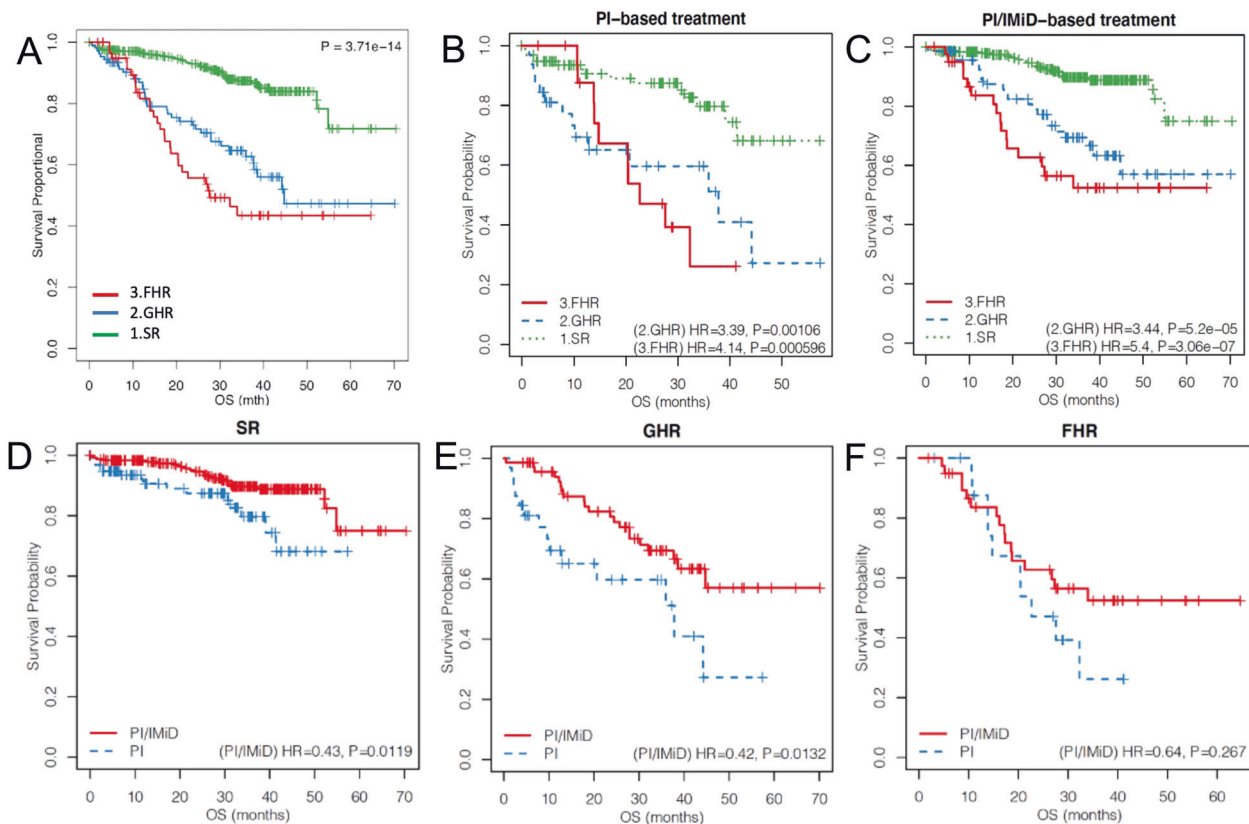 A
P = 3.71e−14
Survival Proportional
1.0
0.8
0.6
0.4
0.2
0.0
3.FHR
2.GHR
1.SR
0 10 20 30 40 50 60 70
OS (mth)
PI−based treatment
B
Survival Probability
1.0
0.8
0.6
0.4
0.2
0.0
3.FHR
2.GHR
1.SR
(2.GHR) HR=3.39, P=0.00106
(3.FHR) HR=4.14, P=0.000596
0 10 20 30 40 50
OS (months)
PI/IMiD−based treatment
C
Survival Probability
1.0
0.8
0.6
0.4
0.2
0.0
3.FHR
2.GHR
1.SR
(2.GHR) HR=3.44, P=5.2e−05
(3.FHR) HR=5.4, P=3.06e−07
0 10 20 30 40 50 60 70
OS (months)
SR
D
Survival Probability
1.0
0.8
0.6
0.4
0.2
0.0
PI/IMiD
PI
(PI/IMiD) HR=0.43, P=0.0119
0 10 20 30 40 50 60 70
OS (months)
GHR
E
Survival Probability
1.0
0.8
0.6
0.4
0.2
0.0
PI/IMiD
PI
(PI/IMiD) HR=0.42, P=0.0132
0 10 20 30 40 50 60 70
OS (months)
FHR
F
Survival Probability
1.0
0.8
0.6
0.4
0.2
0.0
PI/IMiD
PI
(PI/IMiD) HR=0.64, P=0.267
0 10 20 30 40 50 60
OS (months)